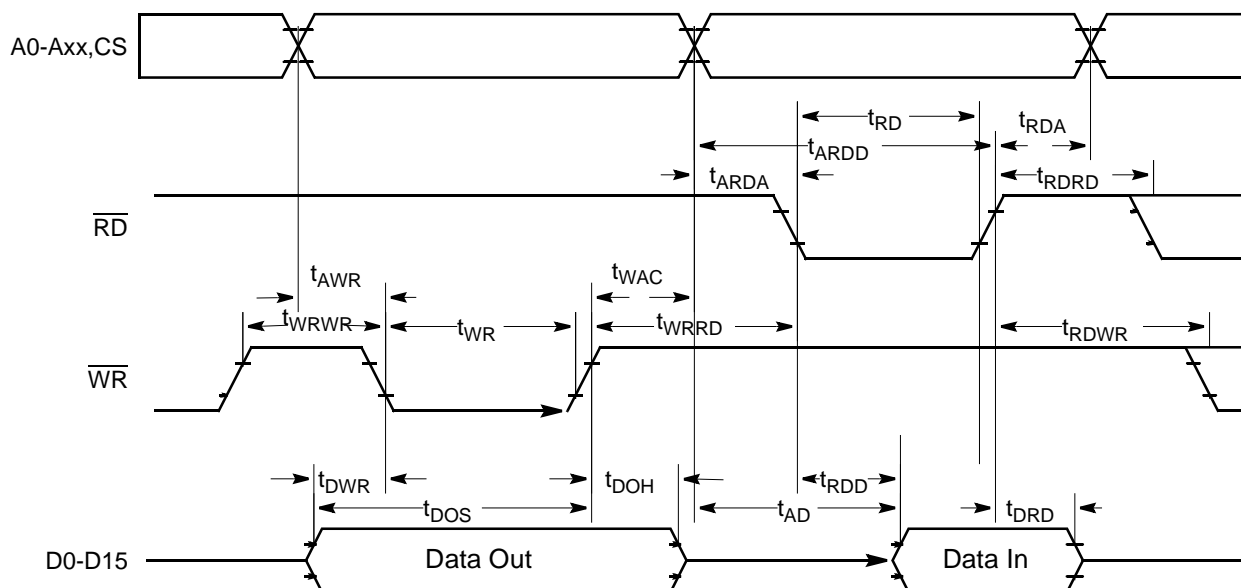 A0-Axx,CS
tRD
tRDA
tARDD
tARDA
tRDRD
RD
tAWR
tWAC
tWRWR
tWR
tWRRD
tRDWR
WR
tDWR
tDOH
tRDD
tDOS
tAD
tDRD
D0-D15
Data Out
Data In